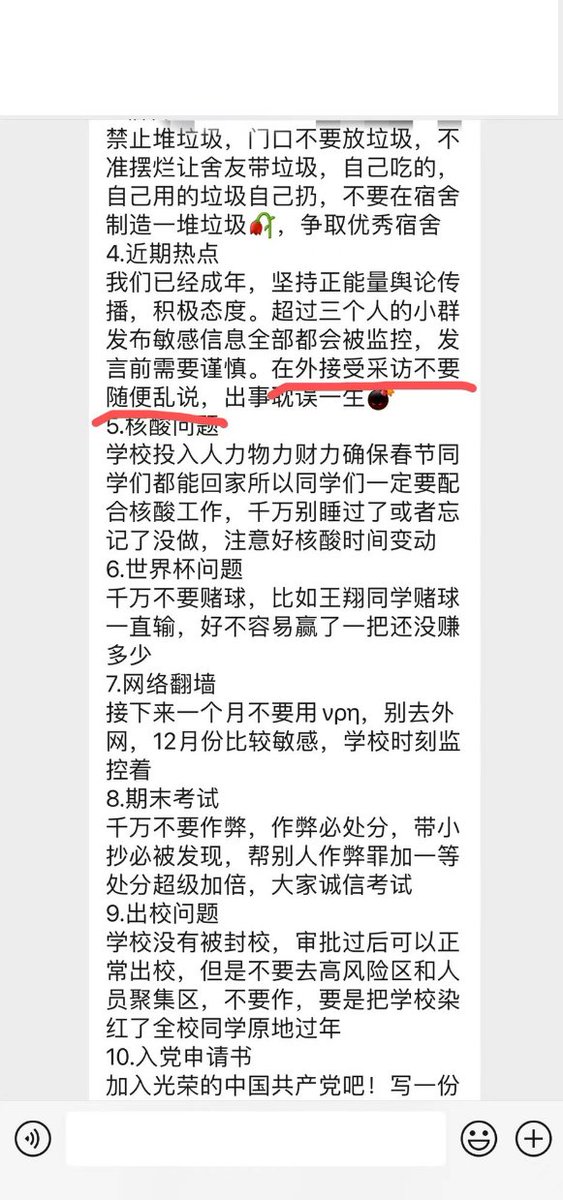 禁止堆垃圾，门口不要放垃圾，不
准摆烂让舍友带垃圾，自己吃的，
自己用的垃圾自己扔，不要在宿舍
制造一堆垃圾🥀，争取优秀宿舍
4.近期热点
我们已经成年，坚持正能量舆论传
播，积极态度。超过三个人的小群
发布敏感信息全部都会被监控，发
言前需要谨慎。在外接受采访不要
随便乱说，出事耽误一生💣
5.核酸问题
学校投入人力物力财力确保春节同
学们都能回家所以同学们一定要配
合核酸工作，千万别睡过了或者忘
记了没做，注意好核酸时间变动
6.世界杯问题
千万不要赌球，比如王翔同学赌球
一直输，好不容易赢了一把还没赚
多少
7.网络翻墙
接下来一个月不要用νρη，别去外
网，12月份比较敏感，学校时刻监
控着
8.期末考试
千万不要作弊，作弊必处分，带小
抄必被发现，帮别人作弊罪加一等
处分超级加倍，大家诚信考试
9.出校问题
学校没有被封校，审批过后可以正
常出校，但是不要去高风险区和人
员聚集区，不要作，要是把学校染
红了全校同学原地过年
10.入党申请书
加入光荣的中国共产党吧！写一份